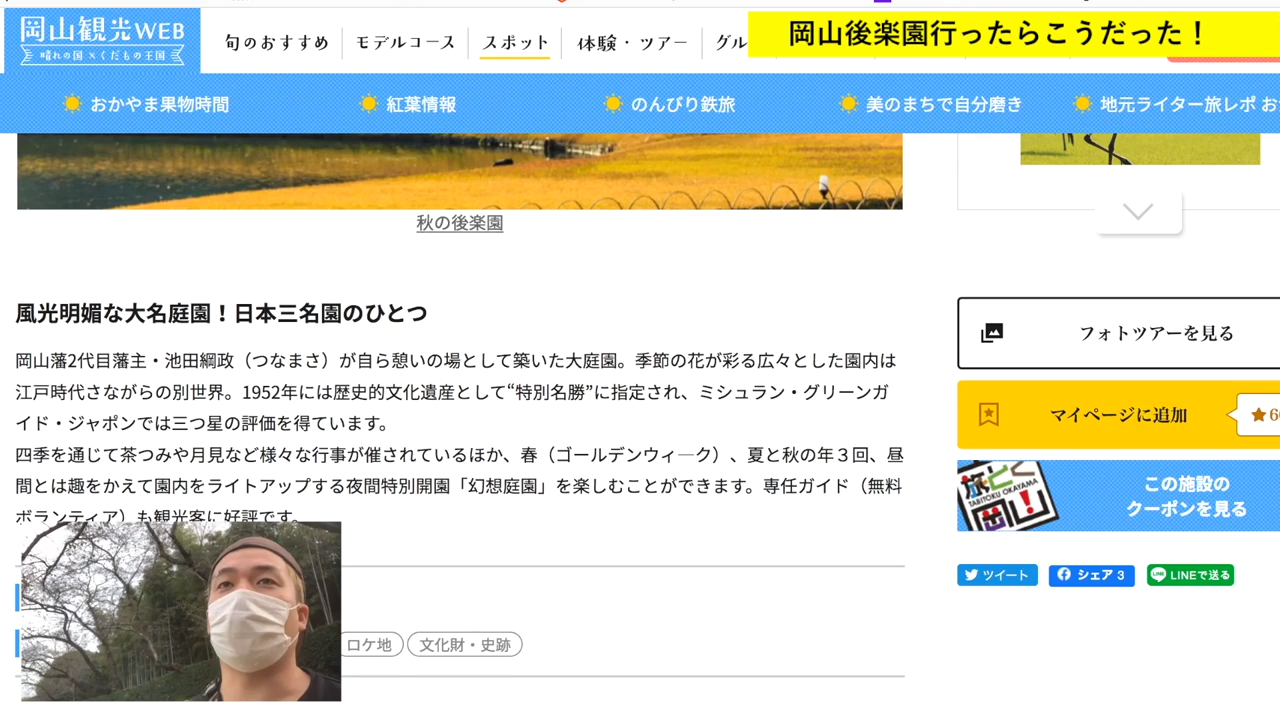 岡山観光WEB
晴れの国×くだもの王国
旬のおすすめ
モデルコース
スポット
体験・ツアー
グル
岡山後楽園行ったらこうだった！
おかやま果物時間
紅葉情報
のんびり鉄旅
美のまちで自分磨き
地元ライター旅レポ お
秋の後楽園
風光明媚な大名庭園！日本三名園のひとつ
岡山藩2代目藩主・池田綱政（つなまさ）が自ら憩いの場として築いた大庭園。季節の花が彩る広々とした園内は
江戸時代さながらの別世界。1952年には歴史的文化遺産として“特別名勝”に指定され、ミシュラン・グリーンガ
イド・ジャポンでは三つ星の評価を得ています。
四季を通じて茶つみや月見など様々な行事が催されているほか、春（ゴールデンウィ―ク）、夏と秋の年３回、昼
間とは趣をかえて園内をライトアップする夜間特別開園「幻想庭園」を楽しむことができます。専任ガイド（無料
ボランティア）も観光客に好評です。
ロケ地
文化財・史跡
フォトツアーを見る
マイページに追加
★6
旅とく
TABITOKU OKAYAMA
岡山！
この施設の
クーポンを見る
ツイート
シェア 3
LINEで送る